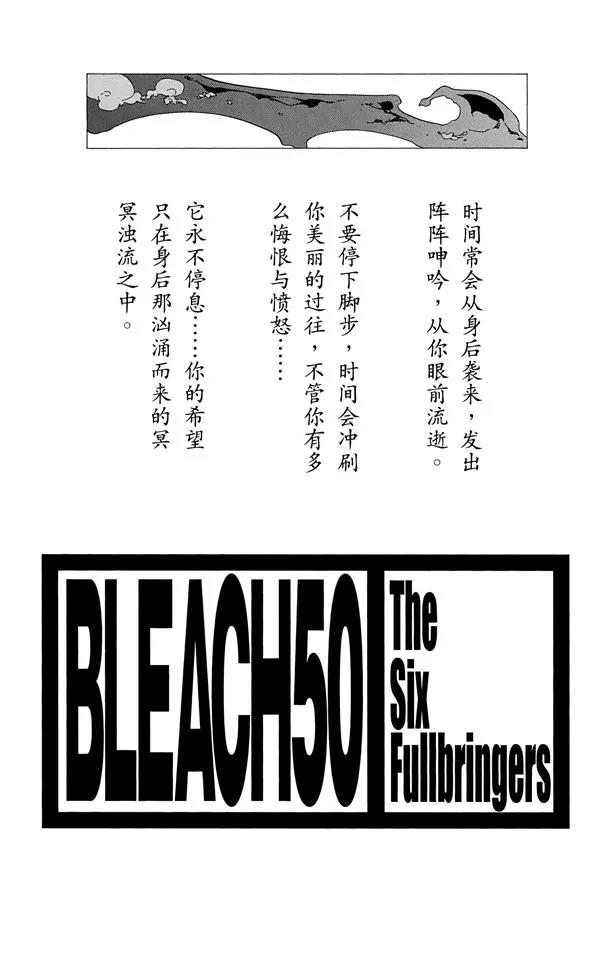 时间常会从身后袭来，发出
阵阵呻吟，从你眼前流逝。
不要停下脚步，时间会冲刷
你美丽的过往，不管你有多
么悔恨与愤怒……
它永不停息……你的希望
只在身后那汹涌而来的冥
冥浊流之中。
BLEACH50
The
Six
Fullbringers